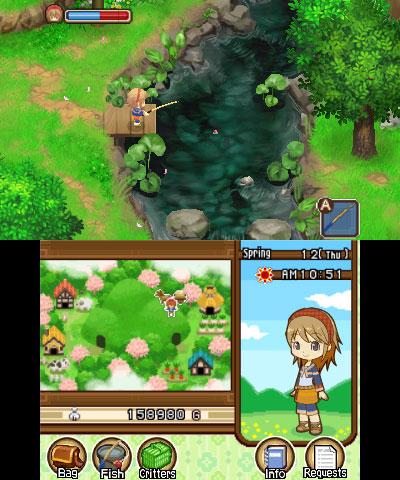 A
Spring 12(Thu)
AM10:51
158980 G
Bag
Fish
Critters
Info
Requests